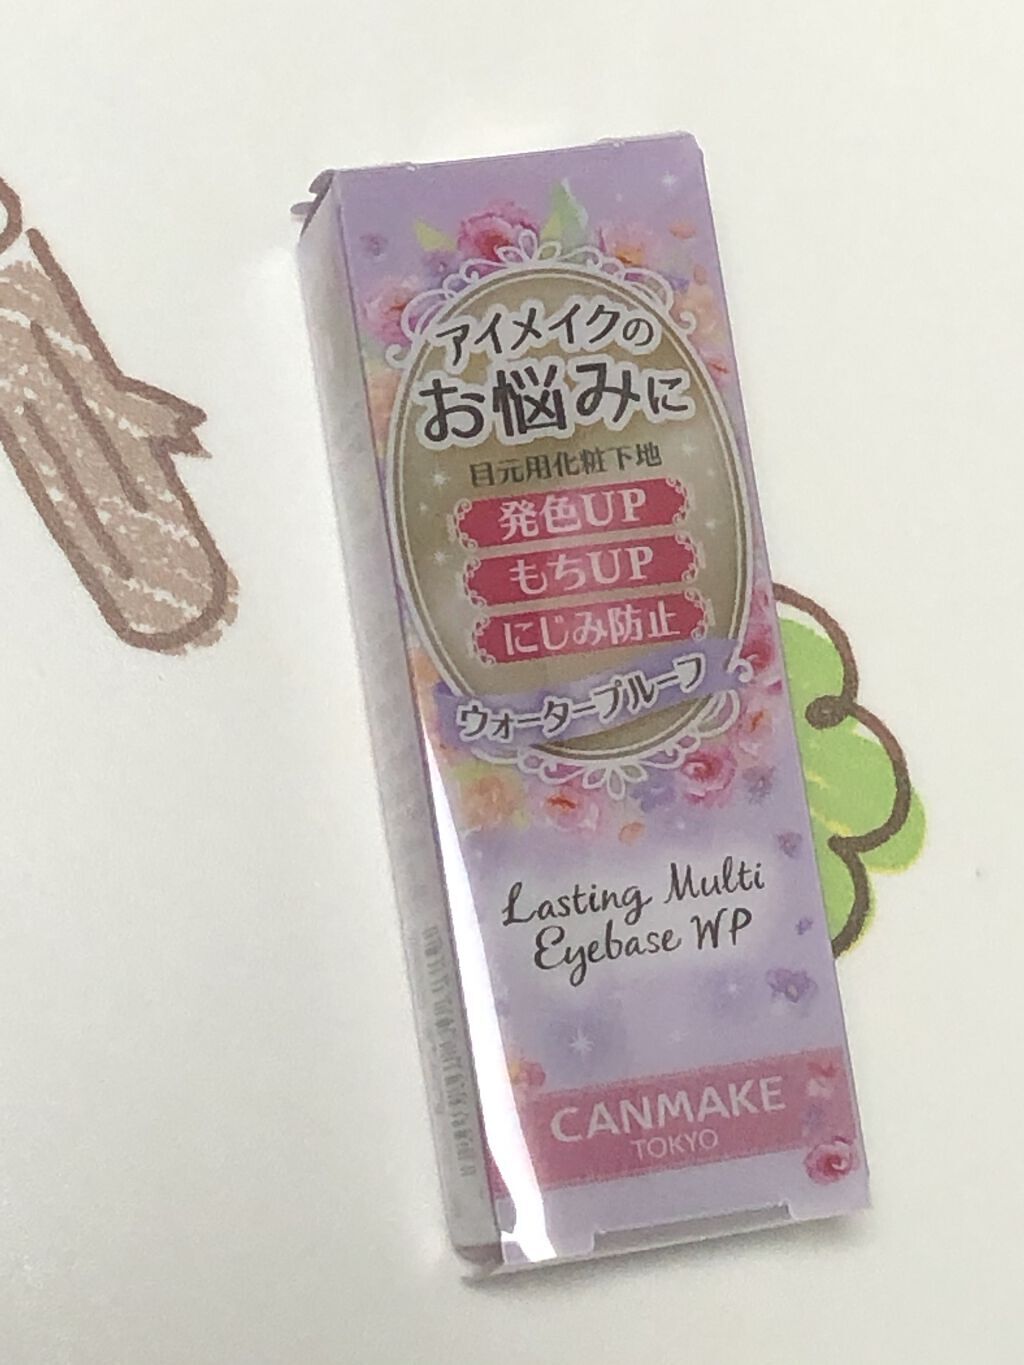 アイメイクの
お悩みに
目元用化粧下地
発色UP
もちUP
にじみ防止
ウォータープルーフ
Lasting Multi
Eyebase WP
CANMAKE
TOKYO